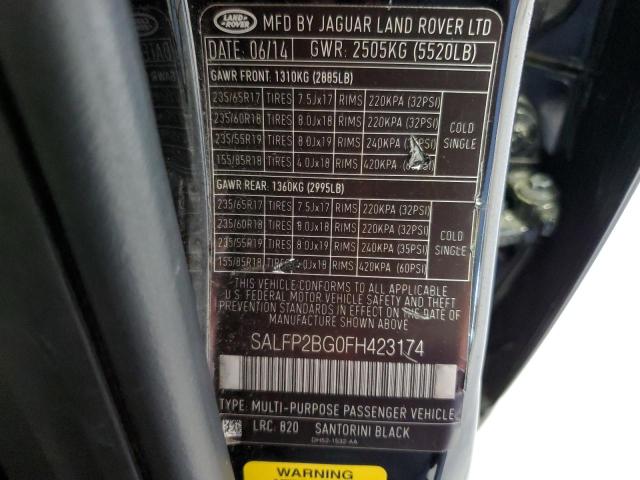 LAND ROVER MFD BY JAGUAR LAND ROVER LTD
DATE: 06/14 GWR: 2505KG (5520LB)
GAWR FRONT: 1310KG (2885LB)
235/65R17 TIRES 7.5Jx17 RIMS 220KPA (32PSI)
235/60R18 TIRES 8.0Jx18 RIMS 220KPA (32PSI)
235/55R19 TIRES 8.0Jx19 RIMS 240KPA
155/85R18 TIRES 4.0Jx18 RIMS 420KPA
COLD
SINGLE
GAWR REAR: 1360KG (2995LB)
235/65R17 TIRES 7.5Jx17 RIMS 220KPA (32PSI)
235/60R18 TIRES 8.0Jx18 RIMS 220KPA (32PSI)
235/55R19 TIRES 8.0Jx19 RIMS 240KPA (35PSI)
155/85R18 RIMS 420KPA (60PSI)
COLD
SINGLE
THIS VEHICLE CONFORMS TO ALL APPLICABLE
U.S. FEDERAL MOTOR VEHICLE SAFETY AND THEFT
PREVENTION STANDARDS IN EFFECT ON THE DATE
OF MANUFACTURE SHOWN ABOVE
SALFP2BG0FH423174
TYPE: MULTI-PURPOSE PASSENGER VEHICLE
LRC: 820 SANTORINI BLACK
DH52-1532-AA
WARNING